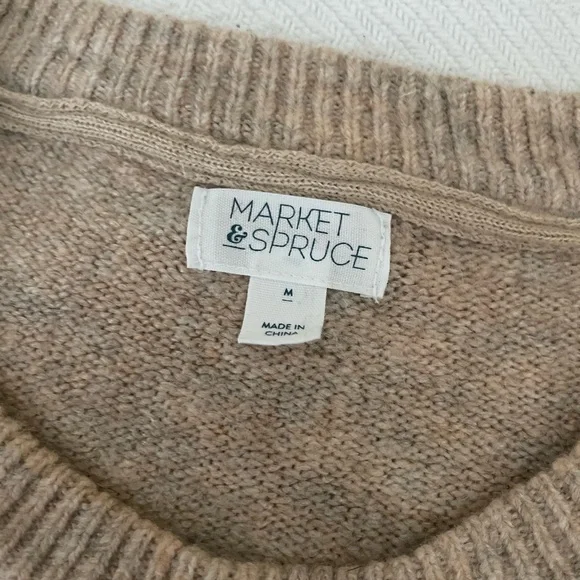 MARKET
& SPRUCE
M
MADE IN
CHINA